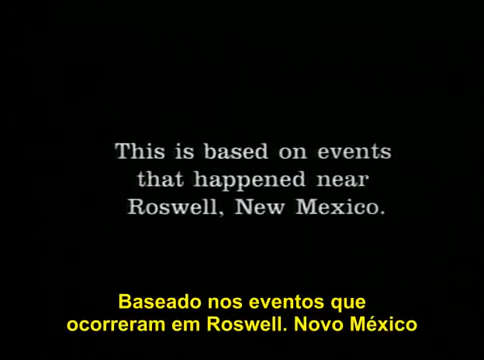 This is based on events
that happened near
Roswell, New Mexico.
Baseado nos eventos que
ocorreram em Roswell. Novo México